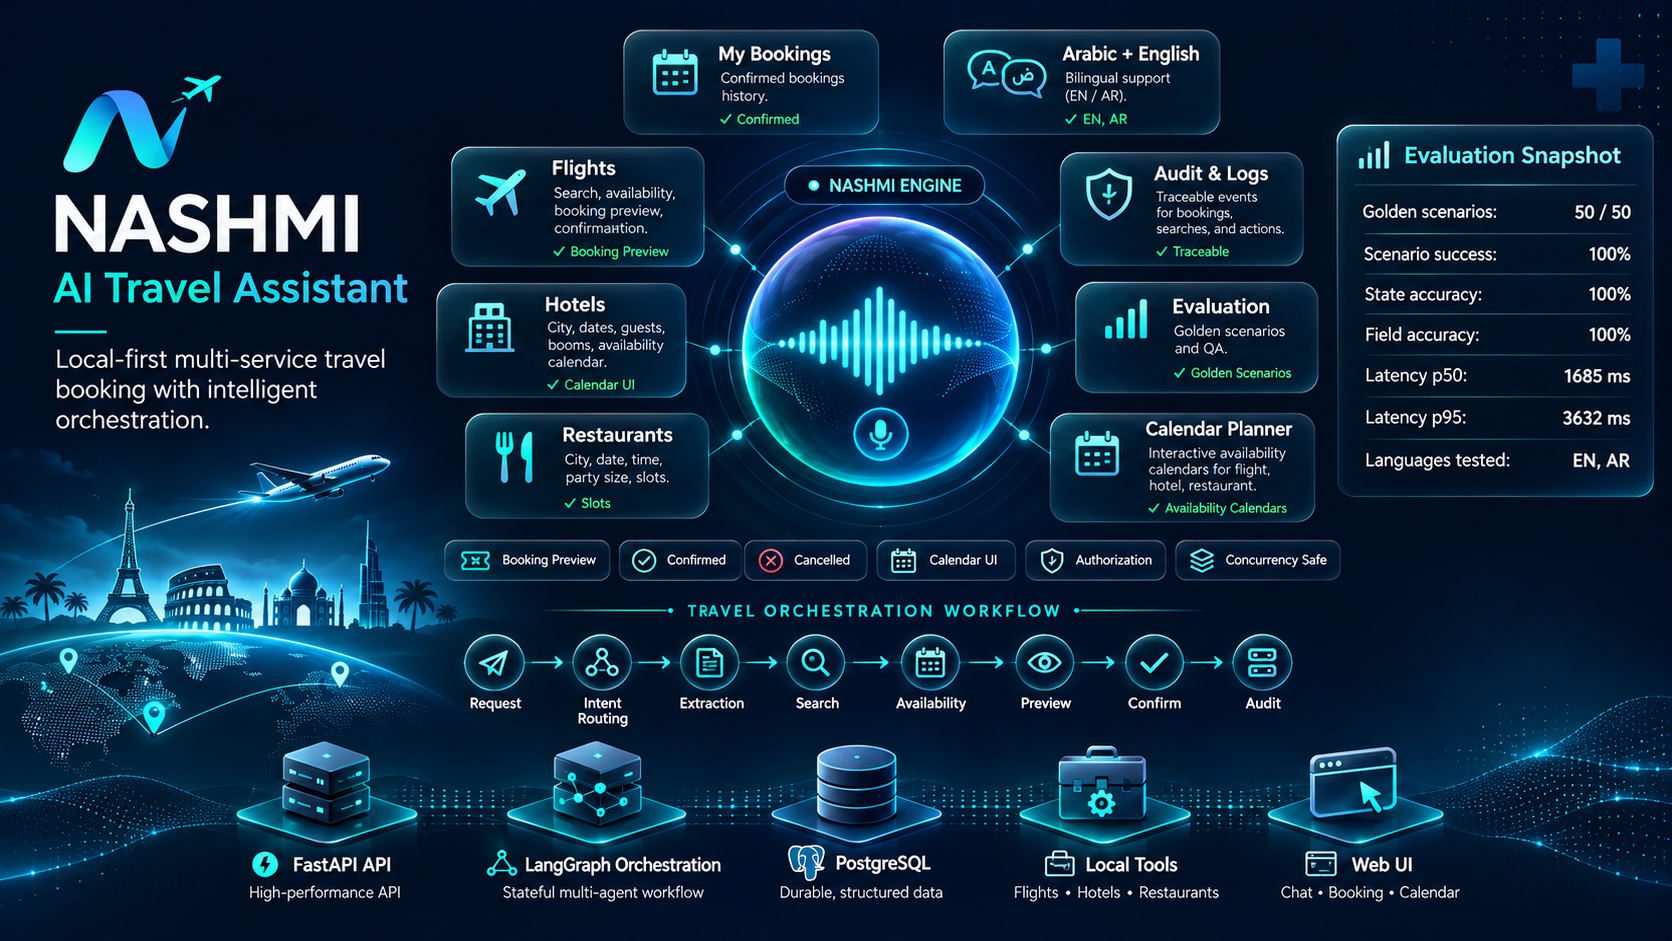 NASHMI
AI Travel Assistant
Local-first multi-service travel
booking with intelligent
orchestration.
My Bookings
Confirmed bookings
history.
Confirmed
A ض
Arabic + English
Bilingual support
(EN / AR).
EN, AR
Flights
Search, availability,
booking preview,
confirmantion.
Booking Preview
NASHMI ENGINE
Audit & Logs
Traceable events
for bookings,
searches, and actions.
Traceable
Hotels
City, dates, guests,
booms, availability
calendar.
Calendar UI
Evaluation
Golden scenarios
and QA.
Golden Scenarios
Restaurants
City, date, time,
party size, slots.
Slots
Calendar Planner
Interactive availability
calendars for flight,
hotel, restaurant.
Availability Calendars
Evaluation Snapshot
Golden scenarios: 50 / 50
Scenario success: 100%
State accuracy: 100%
Field accuracy: 100%
Latency p50: 1685 ms
Latency p95: 3632 ms
Languages tested: EN, AR
Booking Preview
Confirmed
Cancelled
Calendar UI
Authorization
Concurrency Safe
TRAVEL ORCHESTRATION WORKFLOW
Request
Intent
Routing
Extraction
Search
Availability
Preview
Confirm
Audit
FastAPI API
High-performance API
LangGraph Orchestration
Stateful multi-agent workflow
PostgreSQL
Durable, structured data
Local Tools
Flights • Hotels • Restaurants
Web UI
Chat • Booking • Calendar